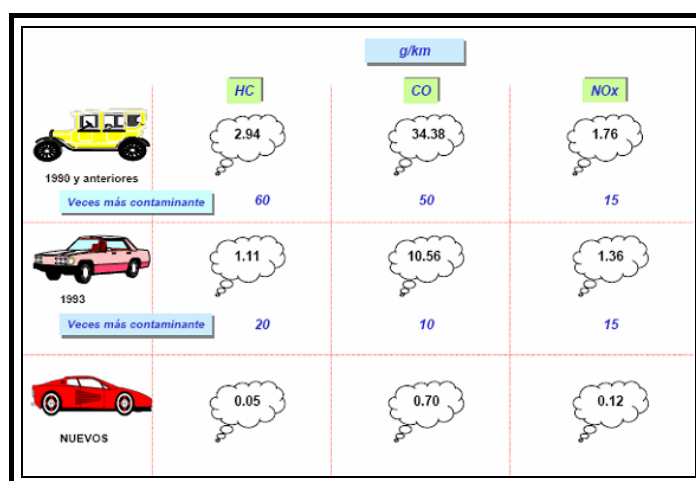 g/km
HC CO NOx
2.94 34.38 1.76
1990 y anteriores
Veces más contaminante 60 50 15
1.11 10.56 1.36
1993
Veces más contaminante 20 10 15
0.05 0.70 0.12
NUEVOS